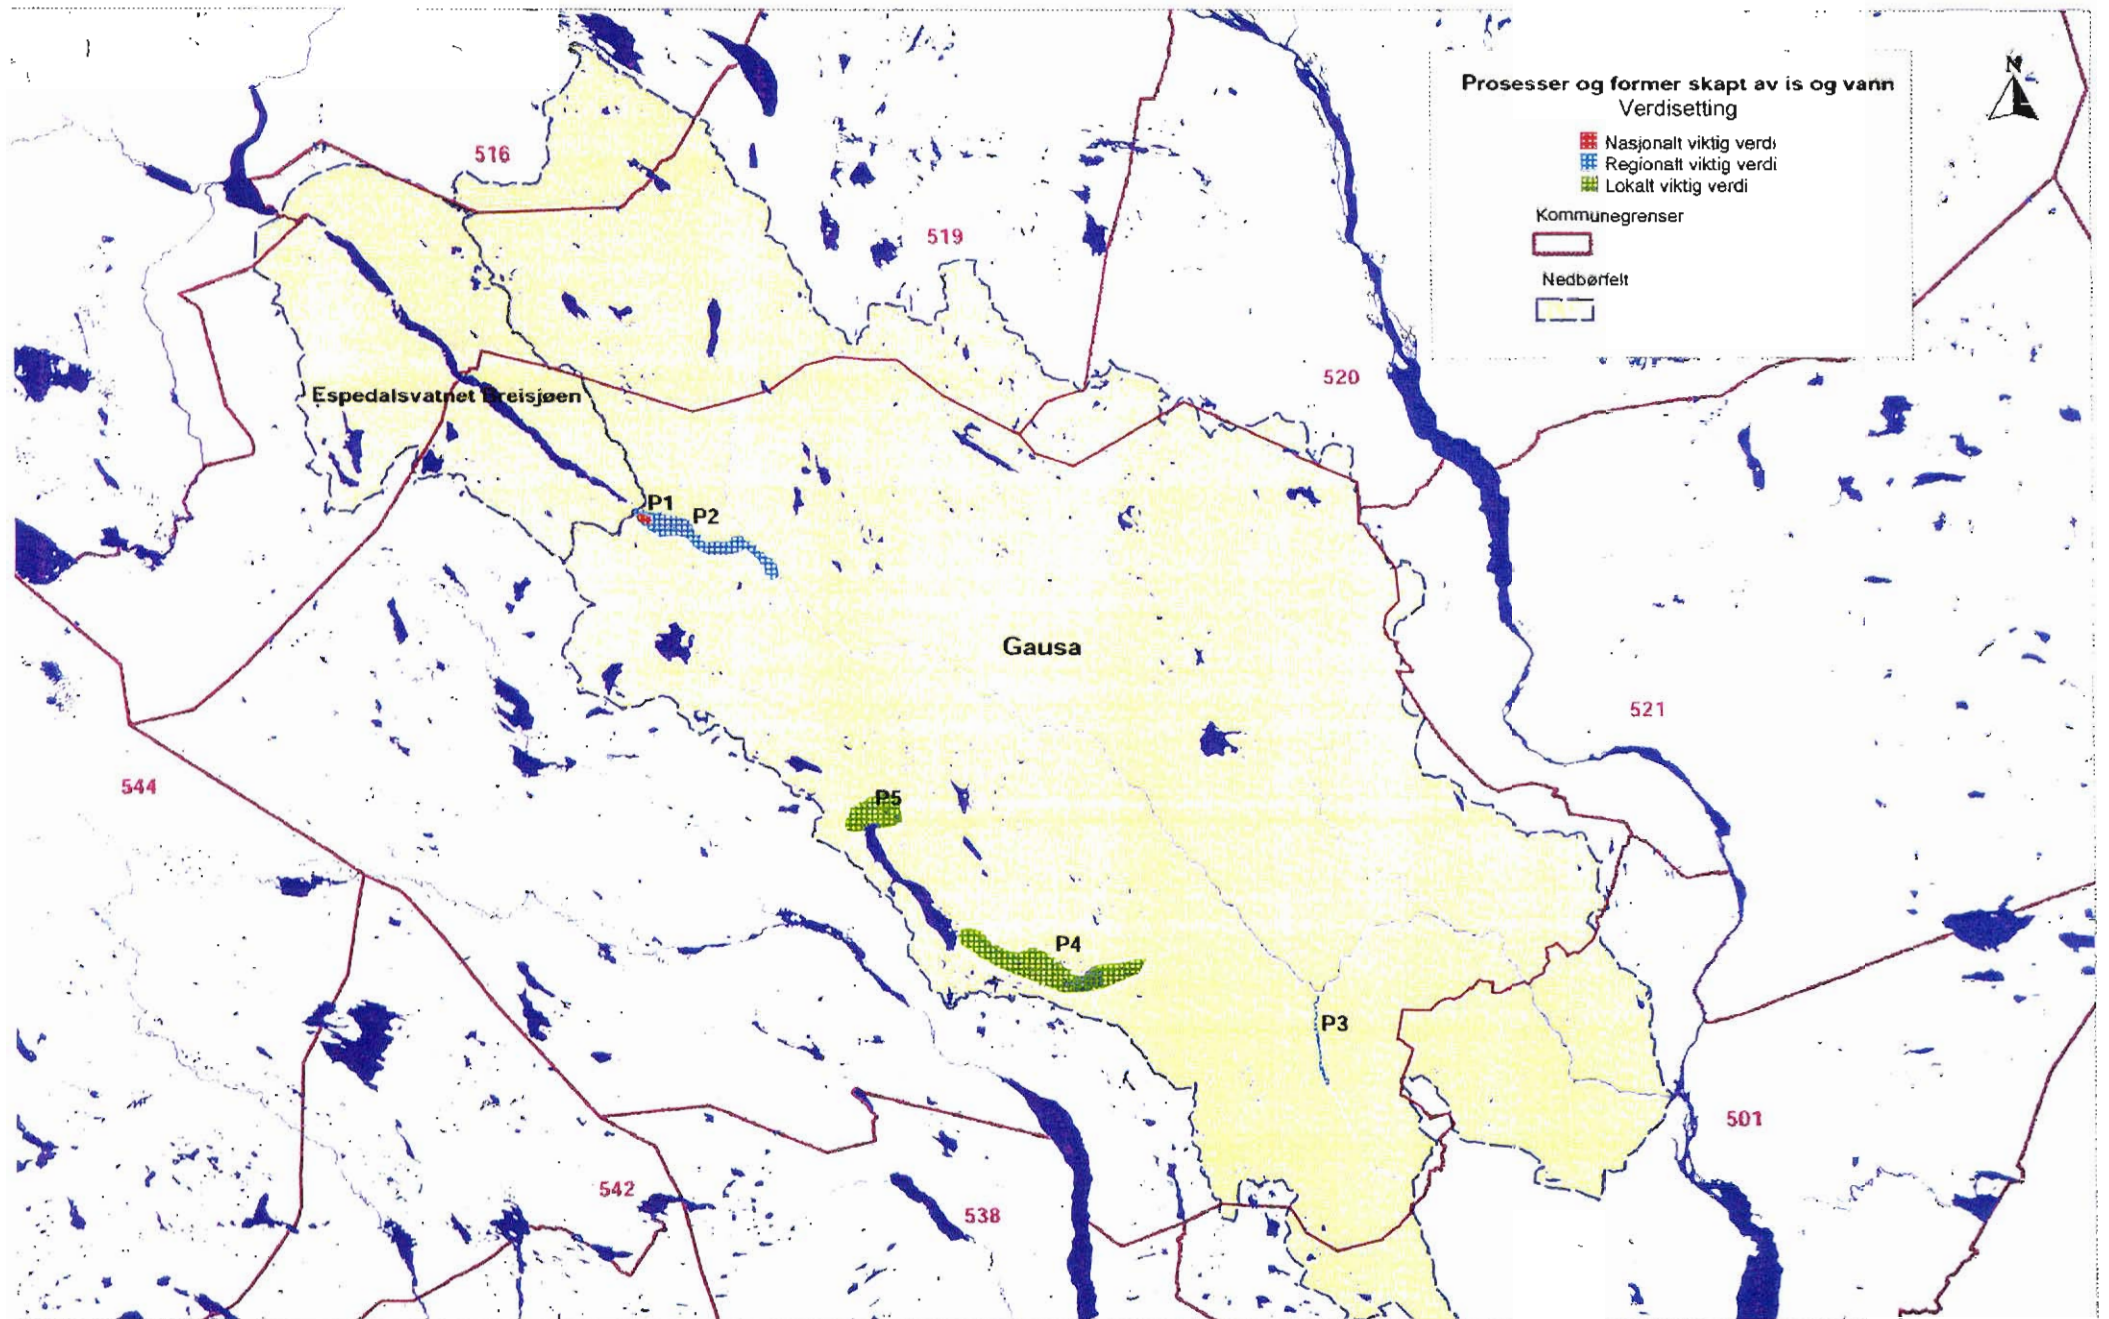 Prosesser og former skapt av is og vann
Verdisetting
Nasjonalt viktig verdi
Regionalt viktig verdi
Lokalt viktig verdi
Kommunegrenser
Nedbørfelt
N
516
519
520
Espedalsvatnet Breisjøen
P1
P2
Gausa
521
544
P5
P4
P3
501
542
538